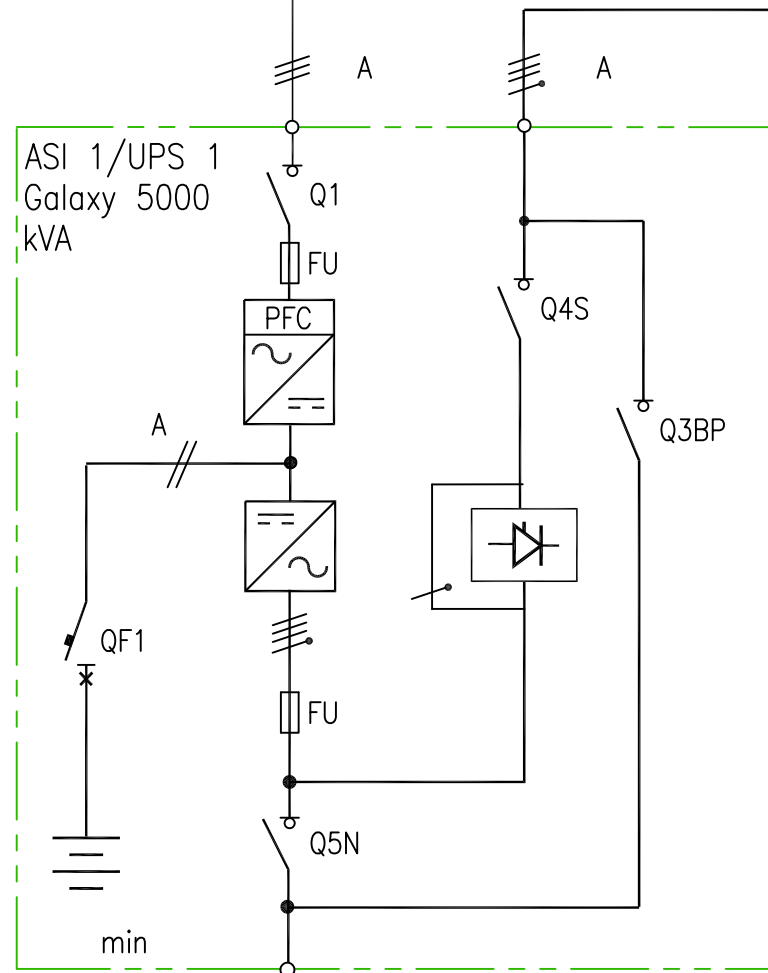 A
A
ASI 1/UPS 1
Galaxy 5000
kVA
Q1
FU
PFC
Q4S
A
Q3BP
QF1
FU
Q5N
min